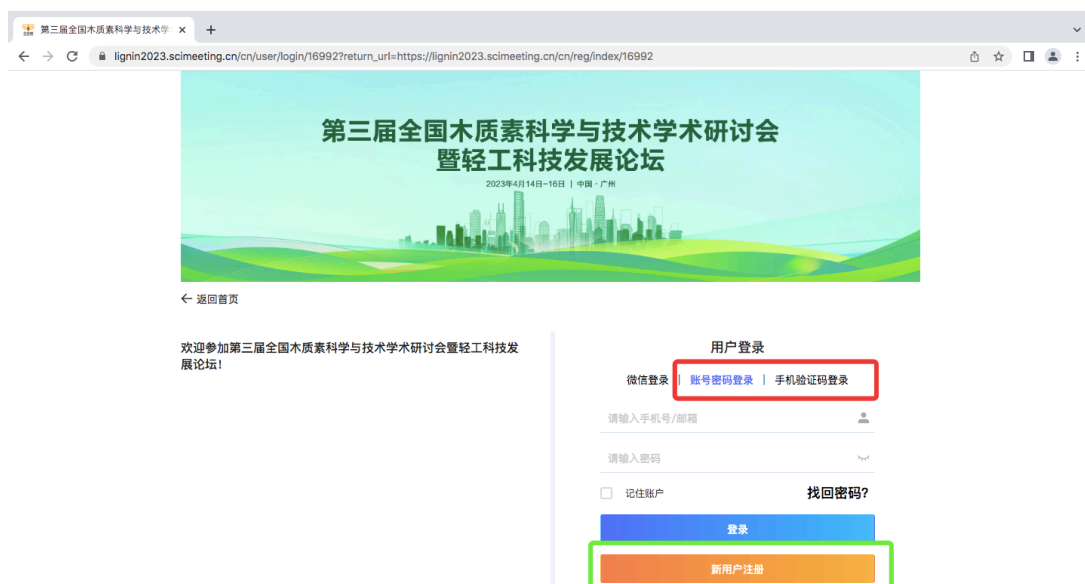 第三届全国木质素科学与技术学
lignin2023.scimeeting.cn/cn/user/login/16992?return_url=https://lignin2023.scimeeting.cn/cn/reg/index/16992
第三届全国木质素科学与技术学术研讨会
暨轻工科技发展论坛
2023年4月14日-16日 | 中国·广州
返回首页
欢迎参加第三届全国木质素科学与技术学术研讨会暨轻工科技发
展论坛!
用户登录
微信登录 | 账号密码登录 | 手机验证码登录
请输入手机号/邮箱
请输入密码
记住账户 找回密码?
登录
新用户注册